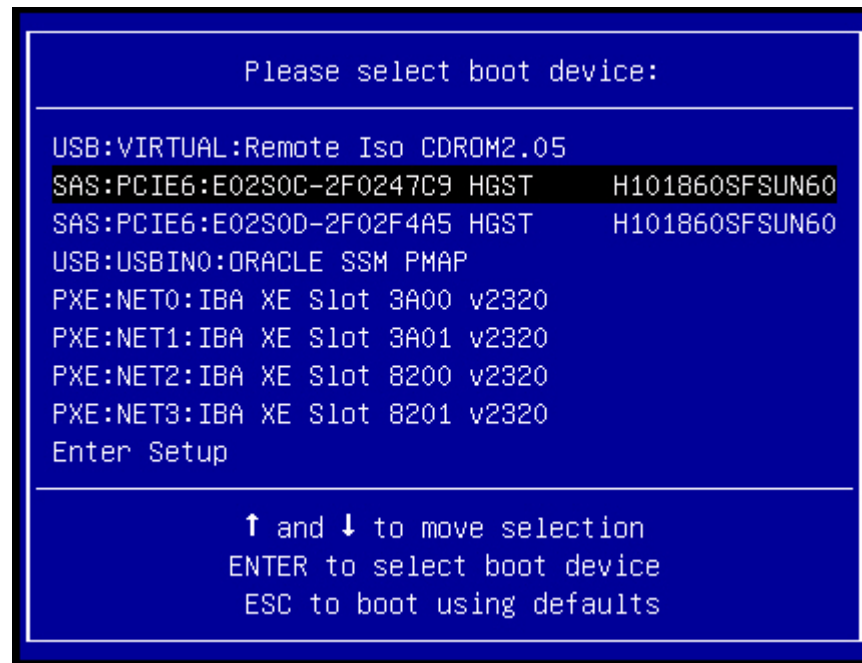 Please select boot device:
USB:VIRTUAL:Remote Iso CDROM2.05
SAS:PCIE6:E02S0C-2F0247C9 HGST H101860SFSUN60
SAS:PCIE6:E02S0D-2F02F4A5 HGST H101860SFSUN60
USB:USBIN0:ORACLE SSM PMAP
PXE:NET0:IBA XE Slot 3A00 v2320
PXE:NET1:IBA XE Slot 3A01 v2320
PXE:NET2:IBA XE Slot 8200 v2320
PXE:NET3:IBA XE Slot 8201 v2320
Enter Setup
↑ and ↓ to move selection
ENTER to select boot device
ESC to boot using defaults